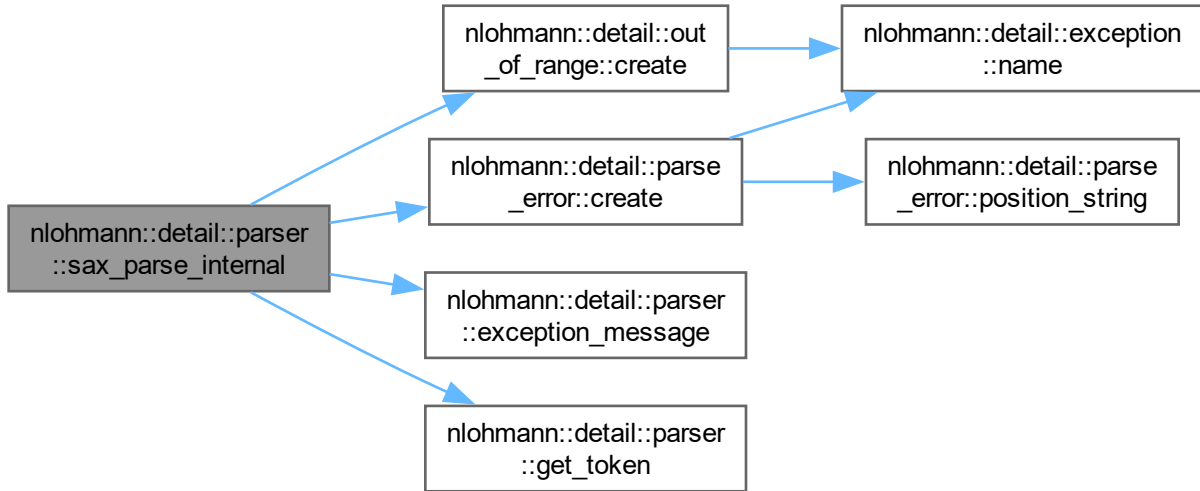 nlohmann::detail::out
_of_range::create
nlohmann::detail::exception
::name
nlohmann::detail::parse
_error::create
nlohmann::detail::parse
_error::position_string
nlohmann::detail::parser
::sax_parse_internal
nlohmann::detail::parser
::exception_message
nlohmann::detail::parser
::get_token